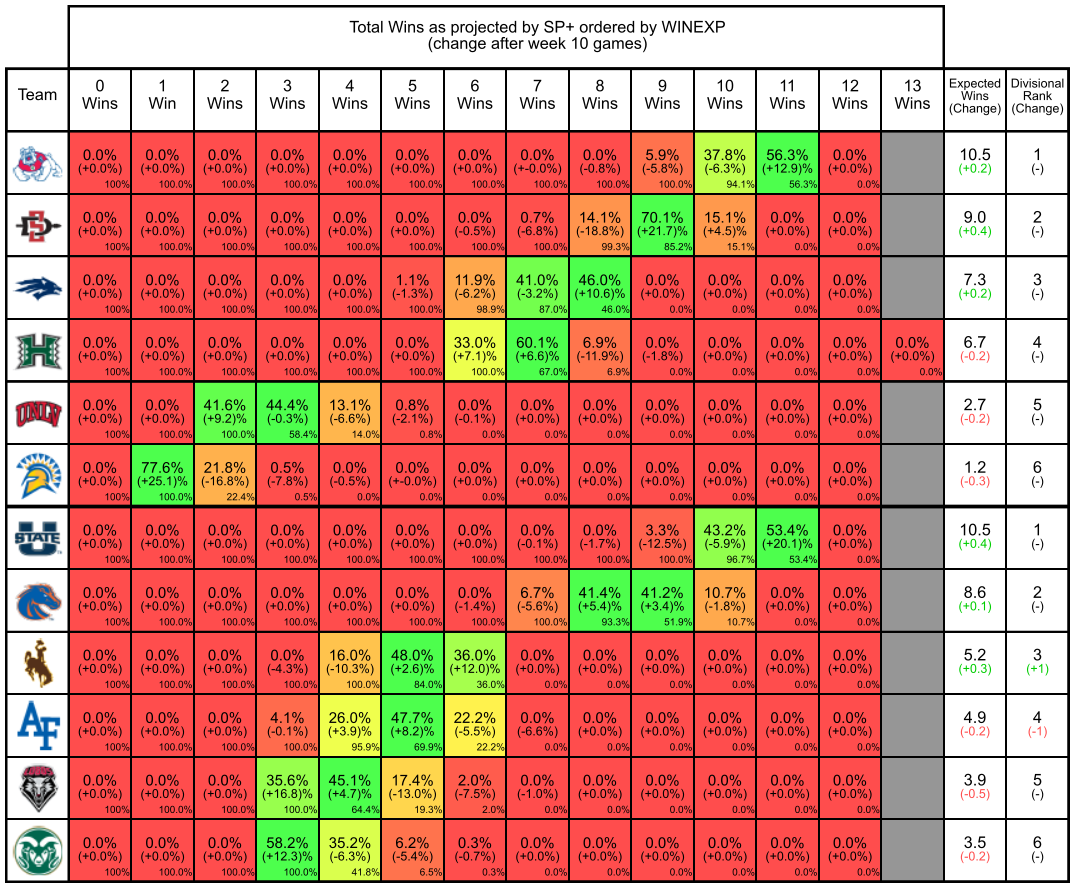 Total Wins as projected by SP+ ordered by WINEXP
(change after week 10 games)
Team 0 Wins 1 Win 2 Wins 3 Wins 4 Wins 5 Wins 6 Wins 7 Wins 8 Wins 9 Wins 10 Wins 11 Wins 12 Wins 13 Wins Expected Wins (Change) Divisional Rank (Change)
0.0% 0.0% 0.0% 0.0% 0.0% 0.0% 0.0% 0.0% 0.0% 5.9% 37.8% 56.3% 0.0% 10.5 1
(+0.0%) (+0.0%) (+0.0%) (+0.0%) (+0.0%) (+0.0%) (+0.0%) (+-0.0%) (-0.8%) (-5.8%) (-6.3%) (+12.9)% (+0.0%) (+0.2) (-)
100% 100.0% 100.0% 100.0% 100.0% 100.0% 100.0% 100.0% 100.0% 100.0% 94.1% 56.3% 0.0%
SD
0.0% 0.0% 0.0% 0.0% 0.0% 0.0% 0.0% 0.7% 14.1% 70.1% 15.1% 0.0% 0.0% 9.0 2
(+0.0%) (+0.0%) (+0.0%) (+0.0%) (+0.0%) (+0.0%) (-0.5%) (-6.8%) (-18.8%) (+21.7)% (+4.5)% (+0.0%) (+0.0%) (+0.4) (-)
100% 100.0% 100.0% 100.0% 100.0% 100.0% 100.0% 100.0% 99.3% 85.2% 15.1% 0.0% 0.0%
0.0% 0.0% 0.0% 0.0% 0.0% 1.1% 11.9% 41.0% 46.0% 0.0% 0.0% 0.0% 0.0% 7.3 3
(+0.0%) (+0.0%) (+0.0%) (+0.0%) (+0.0%) (-1.3%) (-6.2%) (-3.2%) (+10.6)% (+0.0%) (+0.0%) (+0.0%) (+0.0%) (+0.2) (-)
100% 100.0% 100.0% 100.0% 100.0% 100.0% 98.9% 87.0% 46.0% 0.0% 0.0% 0.0% 0.0%
H
0.0% 0.0% 0.0% 0.0% 0.0% 0.0% 33.0% 60.1% 6.9% 0.0% 0.0% 0.0% 0.0% 0.0% 6.7 4
(+0.0%) (+0.0%) (+0.0%) (+0.0%) (+0.0%) (+0.0%) (+7.1)% (+6.6)% (-11.9%) (-1.8%) (+0.0%) (+0.0%) (+0.0%) (+0.0%) (-0.2) (-)
100% 100.0% 100.0% 100.0% 100.0% 100.0% 100.0% 67.0% 6.9% 0.0% 0.0% 0.0% 0.0% 0.0%
UNLV
0.0% 0.0% 41.6% 44.4% 13.1% 0.8% 0.0% 0.0% 0.0% 0.0% 0.0% 0.0% 0.0% 2.7 5
(+0.0%) (+0.0%) (+9.2)% (-0.3%) (-6.6%) (-2.1%) (-0.1%) (+0.0%) (+0.0%) (+0.0%) (+0.0%) (+0.0%) (+0.0%) (-0.2) (-)
100% 100.0% 100.0% 58.4% 14.0% 0.8% 0.0% 0.0% 0.0% 0.0% 0.0% 0.0% 0.0%
0.0% 77.6% 21.8% 0.5% 0.0% 0.0% 0.0% 0.0% 0.0% 0.0% 0.0% 0.0% 0.0% 1.2 6
(+0.0%) (+25.1)% (-16.8%) (-7.8%) (-0.5%) (+-0.0%) (+0.0%) (+0.0%) (+0.0%) (+0.0%) (+0.0%) (+0.0%) (+0.0%) (-0.3) (-)
100% 100.0% 22.4% 0.5% 0.0% 0.0% 0.0% 0.0% 0.0% 0.0% 0.0% 0.0% 0.0%
STATE
0.0% 0.0% 0.0% 0.0% 0.0% 0.0% 0.0% 0.0% 0.0% 3.3% 43.2% 53.4% 0.0% 10.5 1
(+0.0%) (+0.0%) (+0.0%) (+0.0%) (+0.0%) (+0.0%) (+0.0%) (-0.1%) (-1.7%) (-12.5%) (-5.9%) (+20.1)% (+0.0%) (+0.4) (-)
100% 100.0% 100.0% 100.0% 100.0% 100.0% 100.0% 100.0% 100.0% 100.0% 96.7% 53.4% 0.0%
0.0% 0.0% 0.0% 0.0% 0.0% 0.0% 0.0% 6.7% 41.4% 41.2% 10.7% 0.0% 0.0% 8.6 2
(+0.0%) (+0.0%) (+0.0%) (+0.0%) (+0.0%) (+0.0%) (-1.4%) (-5.6%) (+5.4)% (+3.4)% (-1.8%) (+0.0%) (+0.0%) (+0.1) (-)
100% 100.0% 100.0% 100.0% 100.0% 100.0% 100.0% 100.0% 93.3% 51.9% 10.7% 0.0% 0.0%
0.0% 0.0% 0.0% 0.0% 16.0% 48.0% 36.0% 0.0% 0.0% 0.0% 0.0% 0.0% 0.0% 5.2 3
(+0.0%) (+0.0%) (+0.0%) (-4.3%) (-10.3%) (+2.6)% (+12.0)% (+0.0%) (+0.0%) (+0.0%) (+0.0%) (+0.0%) (+0.0%) (+0.3) (+1)
100% 100.0% 100.0% 100.0% 100.0% 84.0% 36.0% 0.0% 0.0% 0.0% 0.0% 0.0% 0.0%
AF
0.0% 0.0% 0.0% 4.1% 26.0% 47.7% 22.2% 0.0% 0.0% 0.0% 0.0% 0.0% 0.0% 4.9 4
(+0.0%) (+0.0%) (+0.0%) (-0.1%) (+3.9)% (+8.2)% (-5.5%) (-6.6%) (+0.0%) (+0.0%) (+0.0%) (+0.0%) (+0.0%) (-0.2) (-1)
100% 100.0% 100.0% 100.0% 95.9% 69.9% 22.2% 0.0% 0.0% 0.0% 0.0% 0.0% 0.0%
0.0% 0.0% 0.0% 35.6% 45.1% 17.4% 2.0% 0.0% 0.0% 0.0% 0.0% 0.0% 0.0% 3.9 5
(+0.0%) (+0.0%) (+0.0%) (+16.8)% (+4.7)% (-13.0%) (-7.5%) (-1.0%) (+0.0%) (+0.0%) (+0.0%) (+0.0%) (+0.0%) (-0.5) (-)
100% 100.0% 100.0% 100.0% 64.4% 19.3% 2.0% 0.0% 0.0% 0.0% 0.0% 0.0% 0.0%
0.0% 0.0% 0.0% 58.2% 35.2% 6.2% 0.3% 0.0% 0.0% 0.0% 0.0% 0.0% 0.0% 3.5 6
(+0.0%) (+0.0%) (+0.0%) (+12.3)% (-6.3%) (-5.4%) (-0.7%) (+0.0%) (+0.0%) (+0.0%) (+0.0%) (+0.0%) (+0.0%) (-0.2) (-)
100% 100.0% 100.0% 100.0% 41.8% 6.5% 0.3% 0.0% 0.0% 0.0% 0.0% 0.0% 0.0%